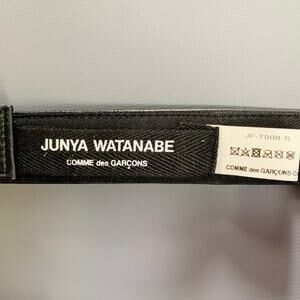 JUNYA WATANABE
COMME des GARÇONS
JF-T008-S
COMME des GARÇONS